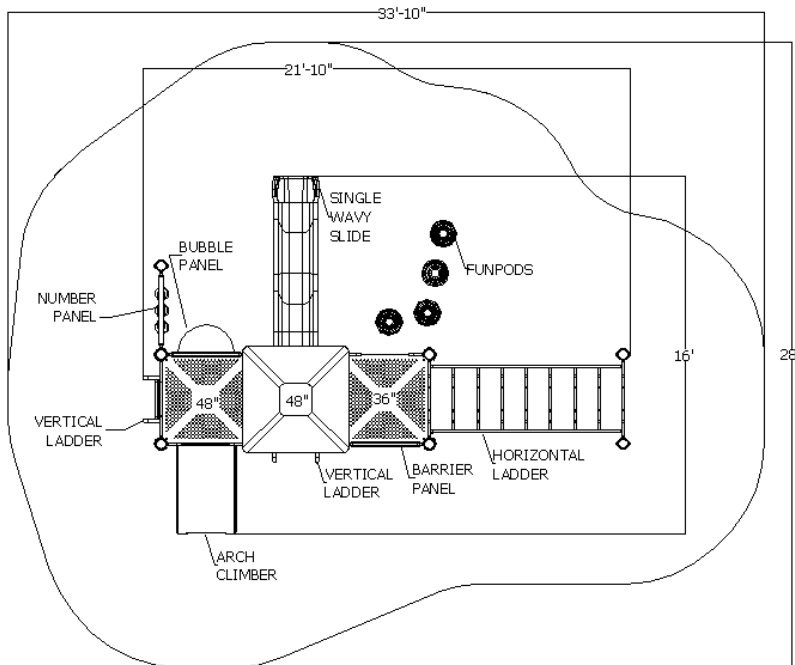 33'-10"
21'-10"
SINGLE
WAVY
SLIDE
BUBBLE
PANEL
FUNPODS
NUMBER
PANEL
16'
28
48"
48"
36"
VERTICAL
LADDER
VERTICAL
LADDER
BARRIER
PANEL
HORIZONTAL
LADDER
ARCH
CLIMBER